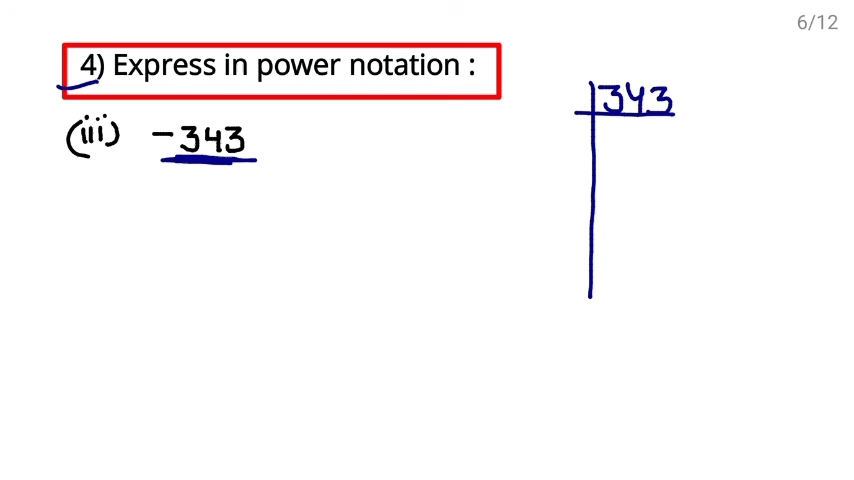 6/12
4) Express in power notation :
(iii) -343
343